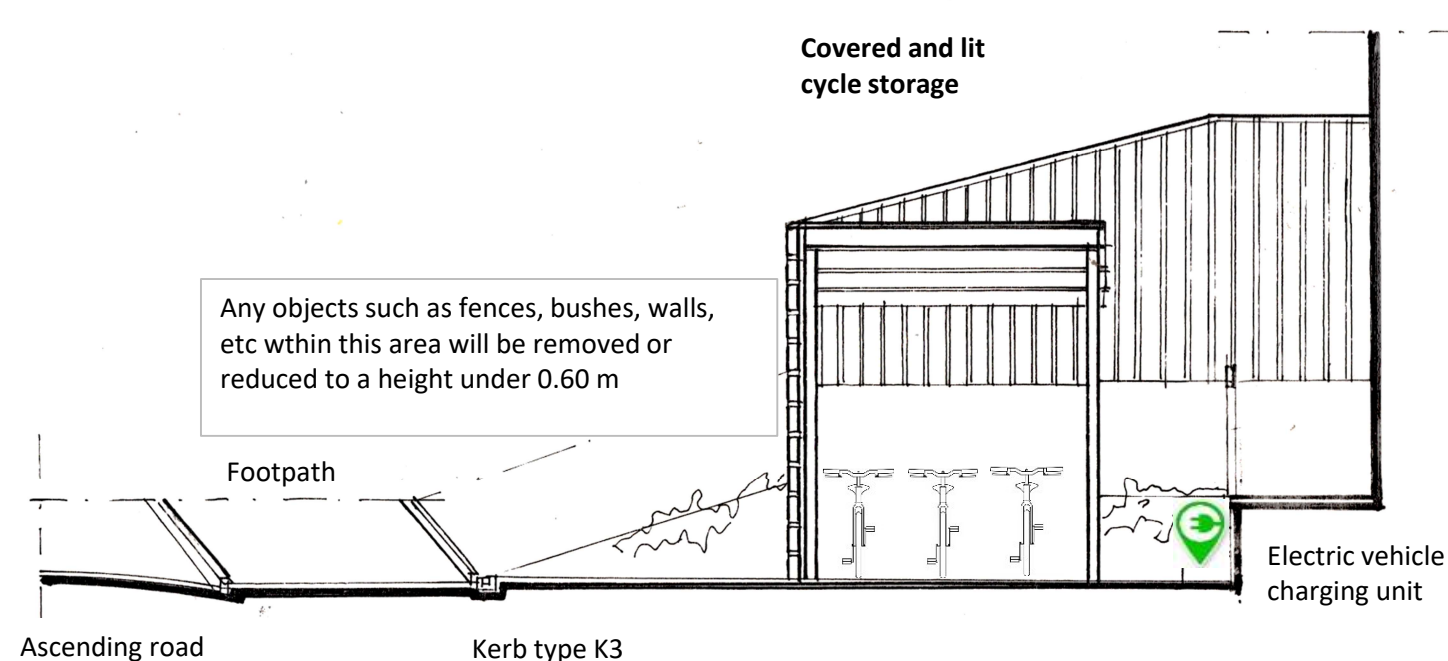 Covered and lit
cycle storage
Any objects such as fences, bushes, walls,
etc wthin this area will be removed or
reduced to a height under 0.60 m
Footpath
Electric vehicle
charging unit
Ascending road
Kerb type K3